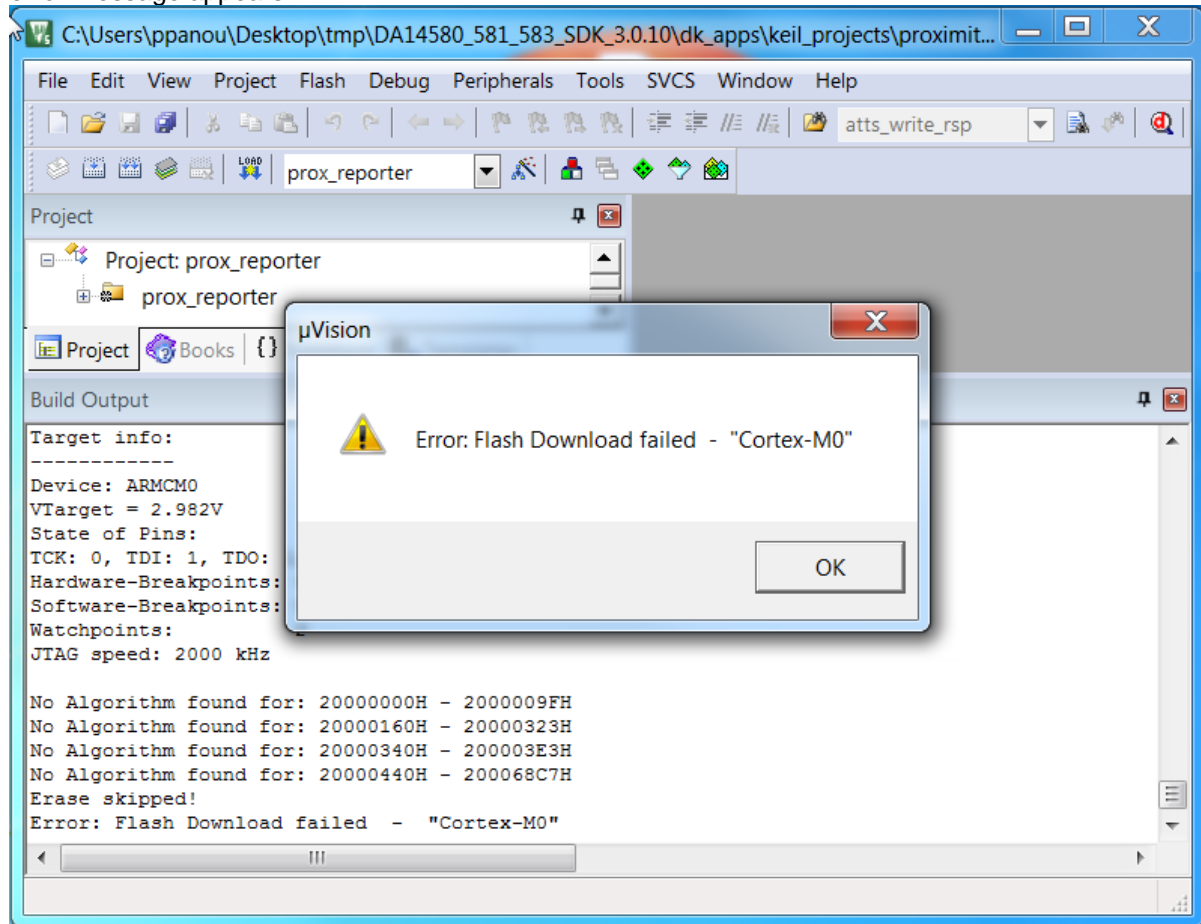 C:\Users\ppanou\Desktop\tmp\DA14580_581_583_SDK_3.0.10\dk_apps\keil_projects\proximit...
File Edit View Project Flash Debug Peripherals Tools SVCS Window Help
atts_write_rsp
LOAD prox_reporter
Project
Project: prox_reporter
prox_reporter
Project Books {}
µVision
Error: Flash Download failed - "Cortex-M0"
OK
Build Output
Target info:
------------
Device: ARMCM0
VTarget = 2.982V
State of Pins:
TCK: 0, TDI: 1, TDO:
Hardware-Breakpoints:
Software-Breakpoints:
Watchpoints:
JTAG speed: 2000 kHz
No Algorithm found for: 20000000H - 2000009FH
No Algorithm found for: 20000160H - 20000323H
No Algorithm found for: 20000340H - 200003E3H
No Algorithm found for: 20000440H - 200068C7H
Erase skipped!
Error: Flash Download failed - "Cortex-M0"